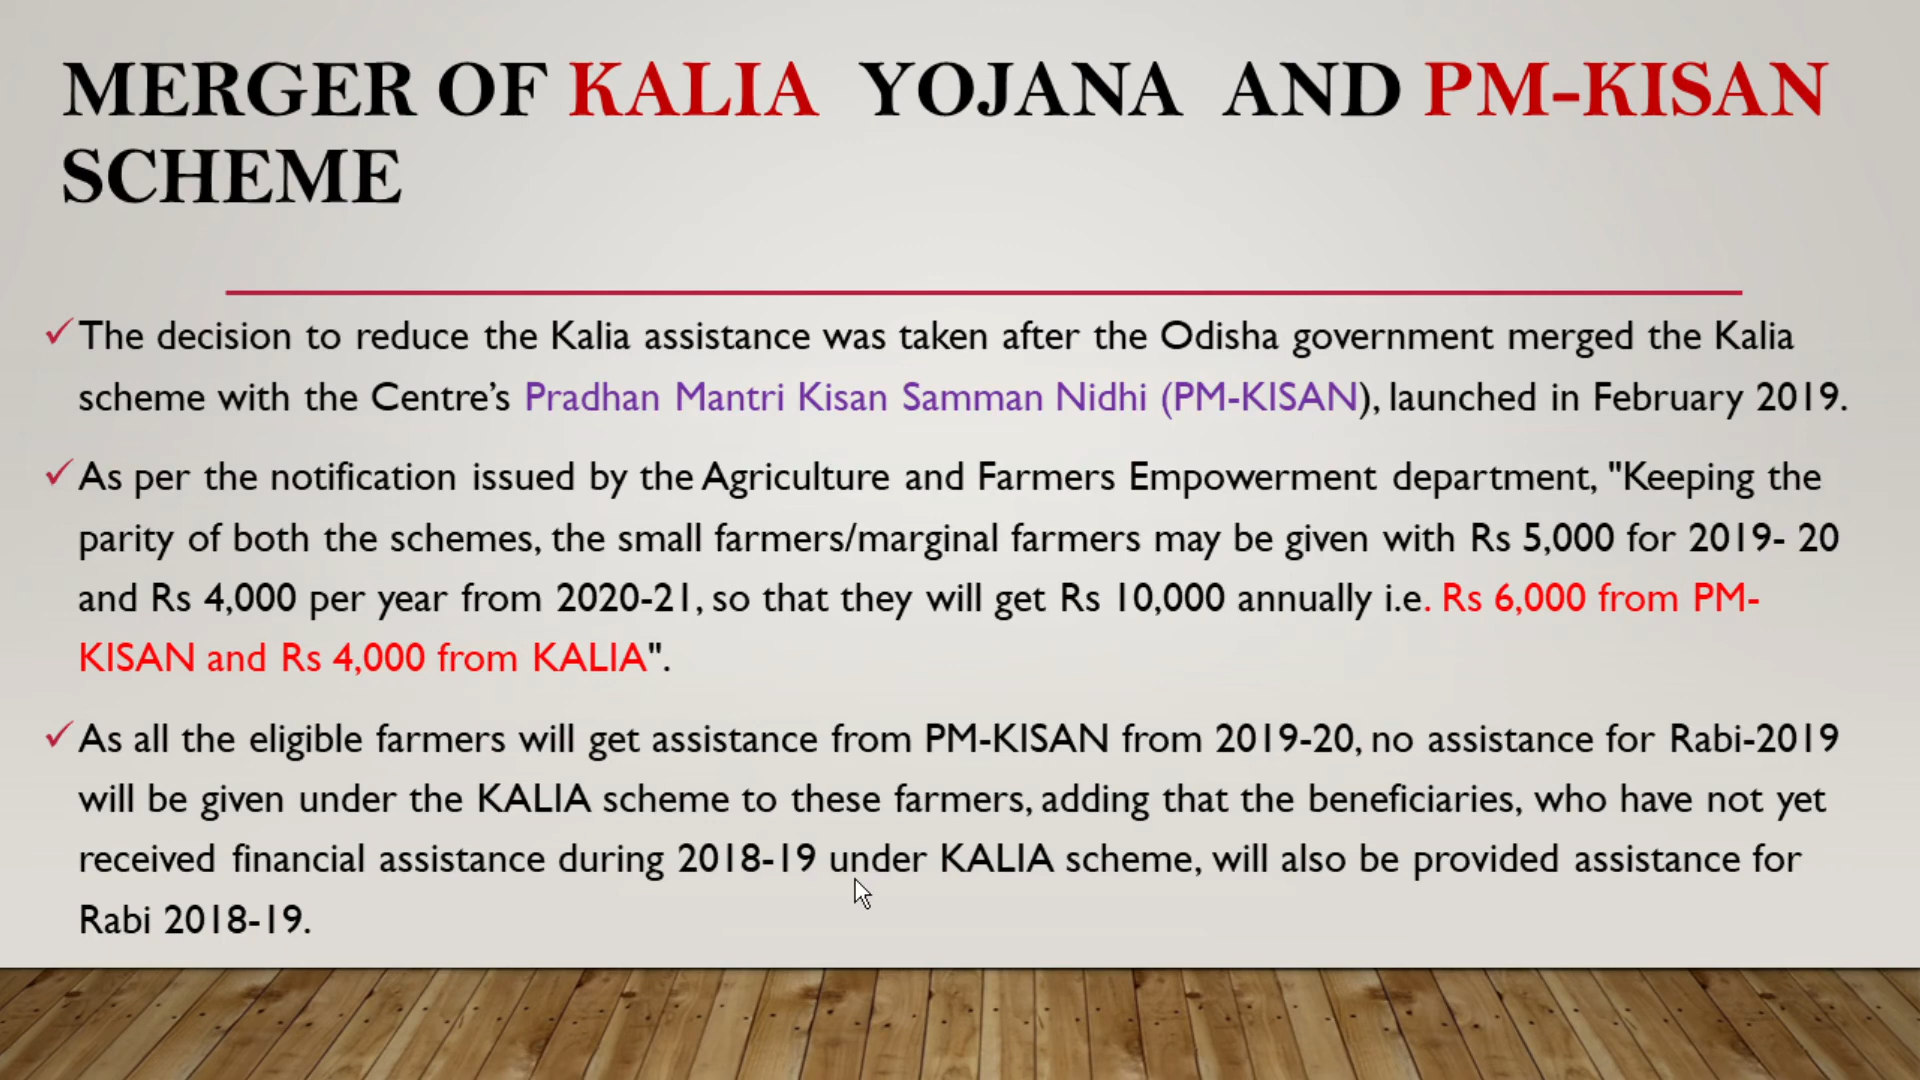 MERGER OF KALIA YOJANA AND PM-KISAN
SCHEME
✓The decision to reduce the Kalia assistance was taken after the Odisha government merged the Kalia
scheme with the Centre’s Pradhan Mantri Kisan Samman Nidhi (PM-KISAN), launched in February 2019.
✓As per the notification issued by the Agriculture and Farmers Empowerment department, "Keeping the
parity of both the schemes, the small farmers/marginal farmers may be given with Rs 5,000 for 2019- 20
and Rs 4,000 per year from 2020-21, so that they will get Rs 10,000 annually i.e. Rs 6,000 from PM-
KISAN and Rs 4,000 from KALIA".
✓As all the eligible farmers will get assistance from PM-KISAN from 2019-20, no assistance for Rabi-2019
will be given under the KALIA scheme to these farmers, adding that the beneficiaries, who have not yet
received financial assistance during 2018-19 under KALIA scheme, will also be provided assistance for
Rabi 2018-19.